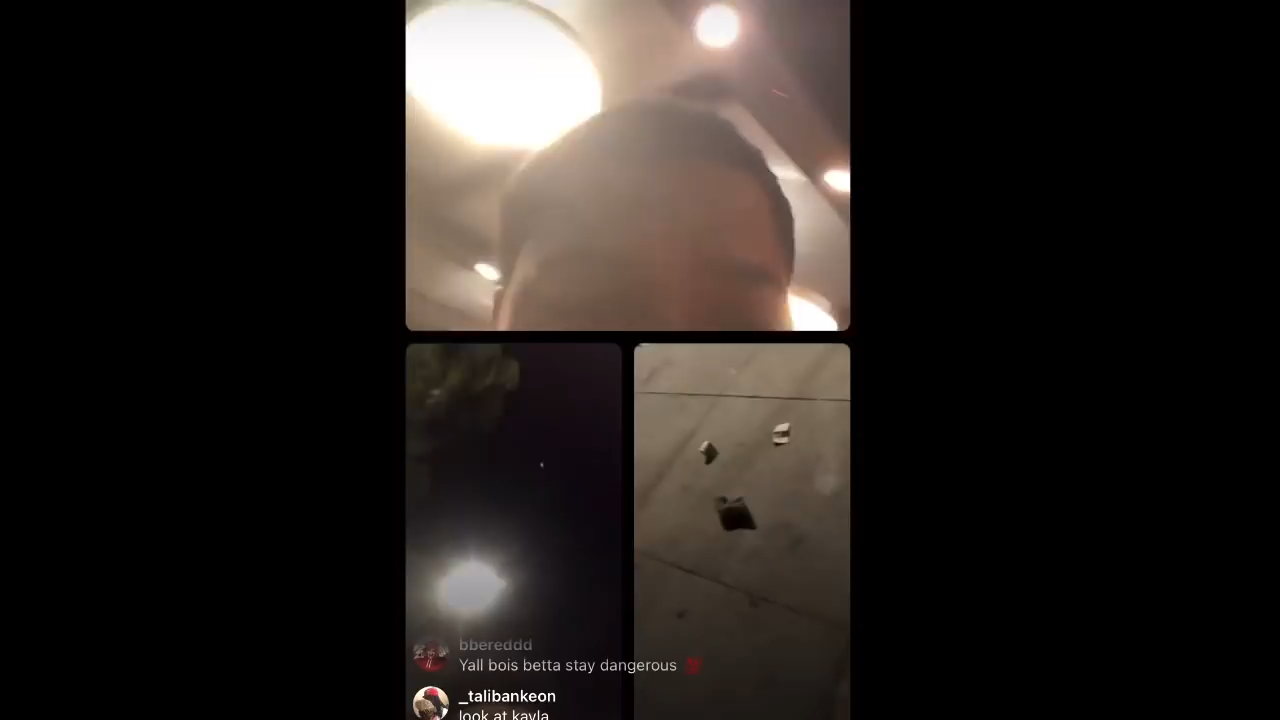 bbereddd
Yall bois betta stay dangerous 💯
_talibankeon
look at kayla